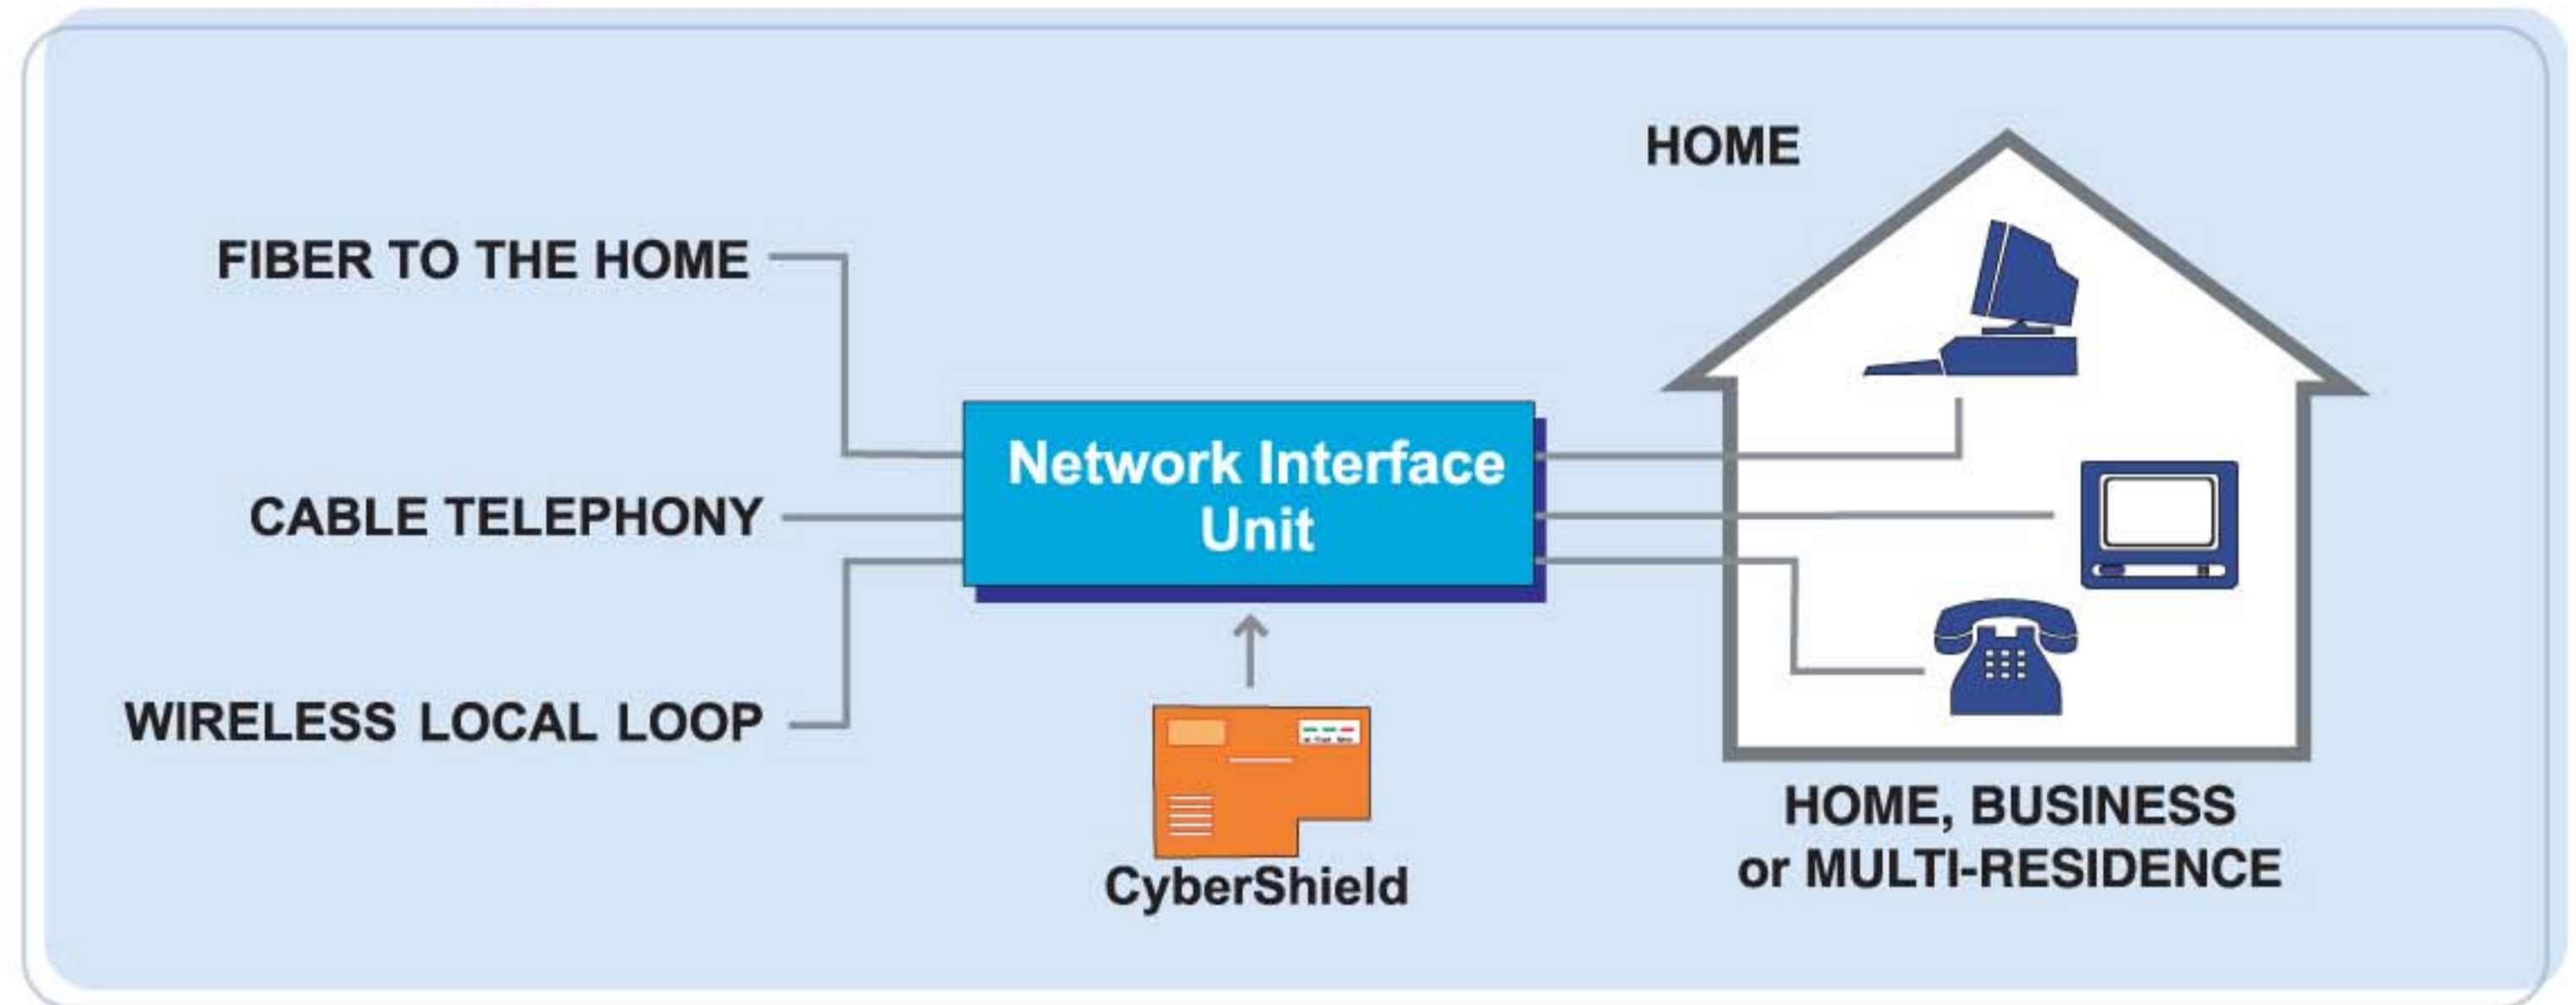 HOME
FIBER TO THE HOME
CABLE TELEPHONY
WIRELESS LOCAL LOOP
Network Interface
Unit
CyberShield
HOME, BUSINESS
or MULTI-RESIDENCE